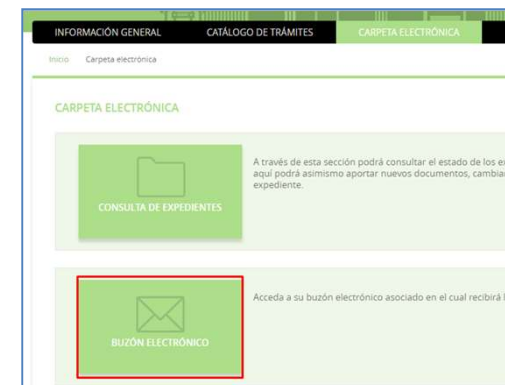 INFORMACIÓN GENERAL CATÁLOGO DE TRÁMITES CARPETA ELECTRÓNICA
Inicio Carpeta electrónica
CARPETA ELECTRÓNICA
CONSULTA DE EXPEDIENTES
A través de esta sección podrá consultar el estado de los
aquí podrá asimismo aportar nuevos documentos,
expediente.
BUZÓN ELECTRÓNICO
Acceda a su buzón electrónico asociado en el cual recibirá